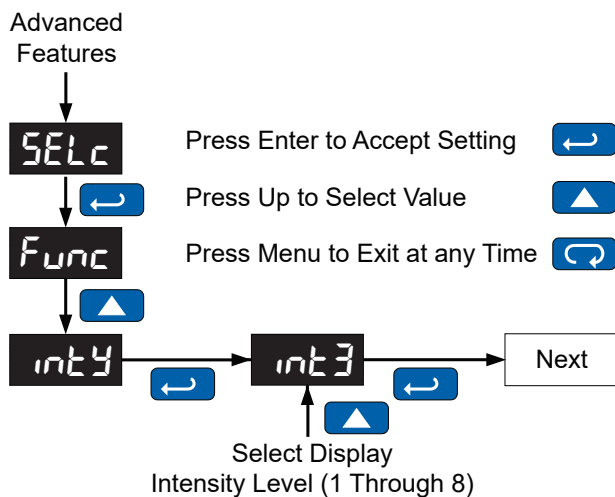 Advanced
Features
SELc
Press Enter to Accept Setting
Press Up to Select Value
Func
Press Menu to Exit at any Time
intY
int3
Next
Select Display
Intensity Level (1 Through 8)